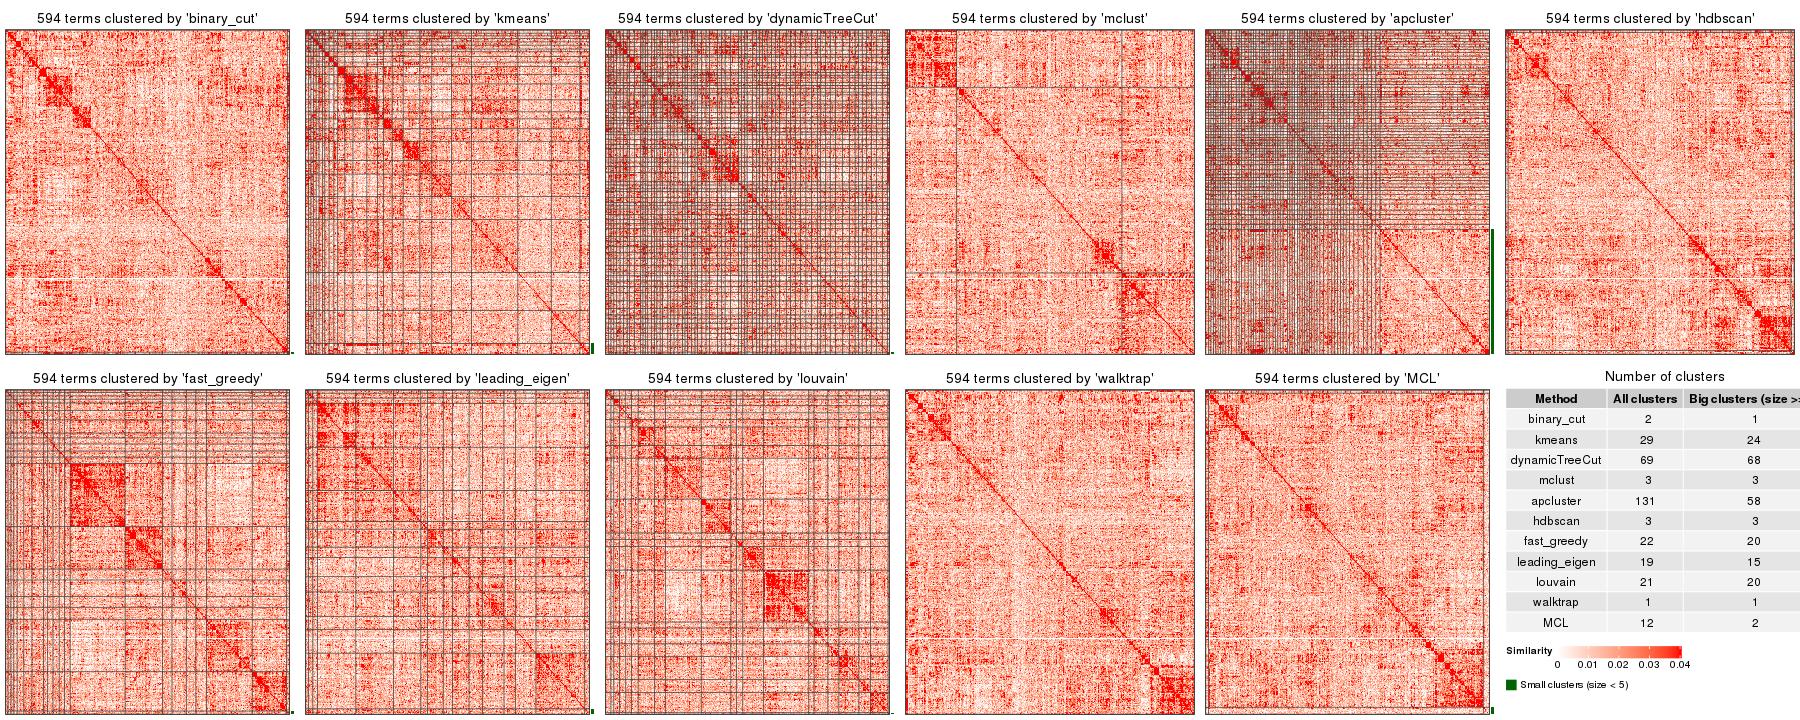 594 terms clustered by 'binary_cut'
594 terms clustered by 'kmeans'
594 terms clustered by 'dynamicTreeCut'
594 terms clustered by 'mclust'
594 terms clustered by 'apcluster'
594 terms clustered by 'hdbscan'
594 terms clustered by 'fast_greedy'
594 terms clustered by 'leading_eigen'
594 terms clustered by 'louvain'
594 terms clustered by 'walktrap'
594 terms clustered by 'MCL'
Number of clusters
Method All clusters Big clusters (size >=
binary_cut 2 1
kmeans 29 24
dynamicTreeCut 69 68
mclust 3 3
apcluster 131 58
hdbscan 3 3
fast_greedy 22 20
leading_eigen 19 15
louvain 21 20
walktrap 1 1
MCL 12 2
Similarity
0 0.01 0.02 0.03 0.04
Small clusters (size < 5)